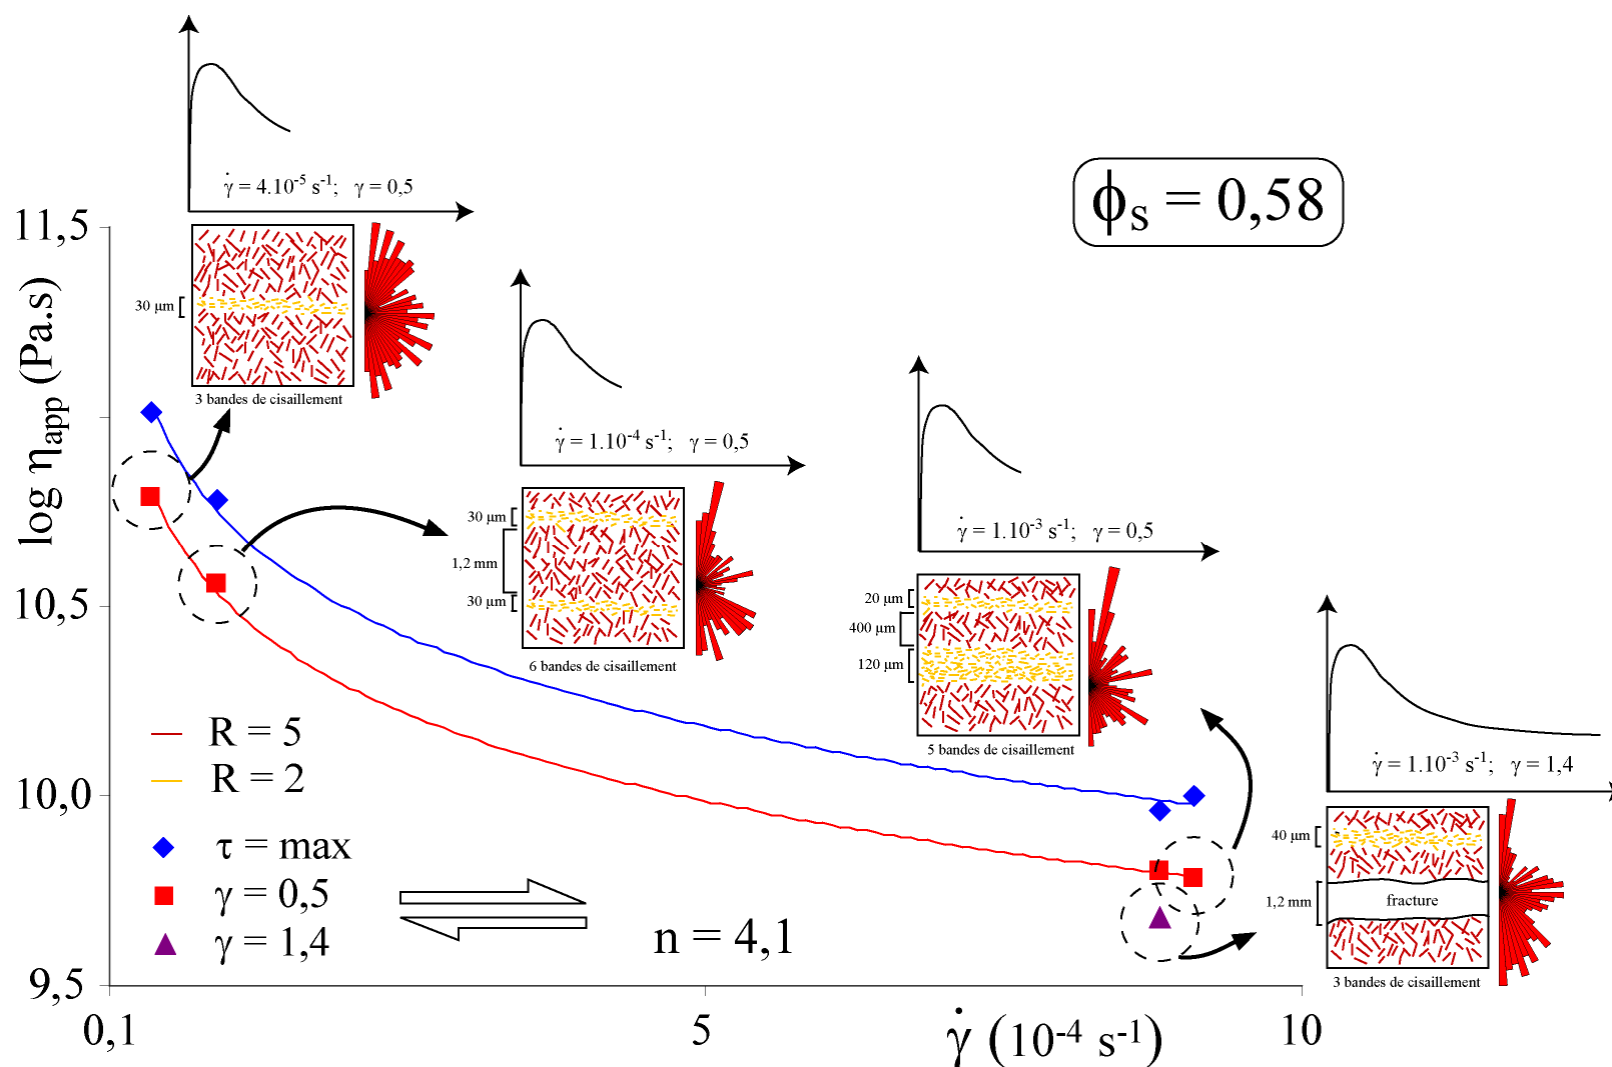 γ̇ = 4.10-5 s-1;   γ = 0,5
ϕs = 0,58
11,5
30 µm
3 bandes de cisaillement
log ηapp (Pa.s)
γ̇ = 1.10-4 s-1;   γ = 0,5
30 µm
1,2 mm
30 µm
6 bandes de cisaillement
γ̇ = 1.10-3 s-1;   γ = 0,5
20 µm
400 µm
120 µm
5 bandes de cisaillement
10,5
γ̇ = 1.10-3 s-1;   γ = 1,4
40 µm
1,2 mm
fracture
3 bandes de cisaillement
R = 5
R = 2
10,0
τ = max
γ = 0,5
γ = 1,4
n = 4,1
9,5
0,1
5
γ̇ (10-4 s-1)
10